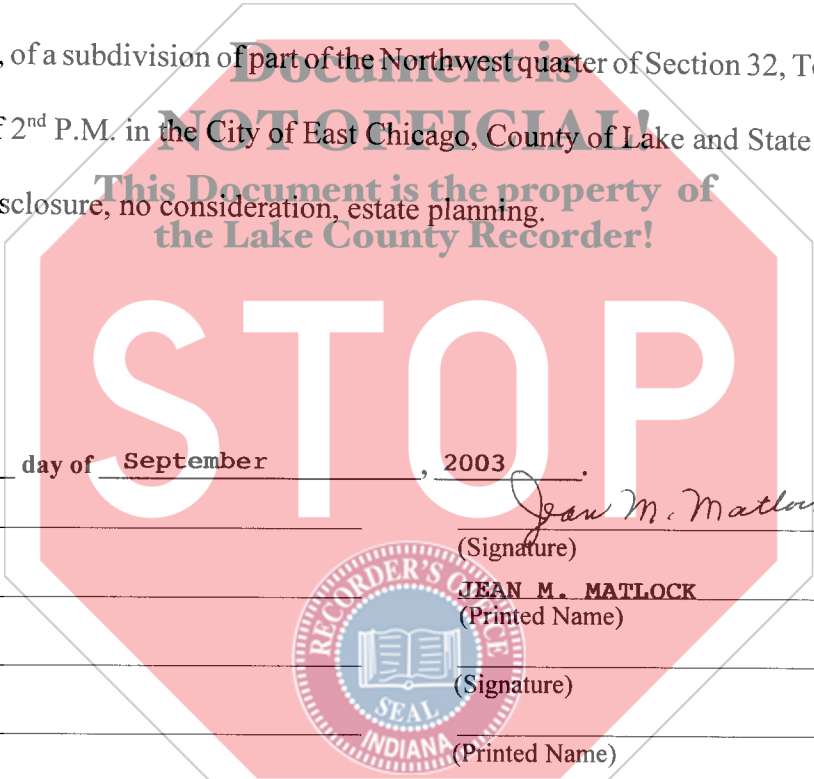 , of a subdivision of part of the Northwest quarter of Section 32, To
Document is
f 2nd P.M. in the City of East Chicago, County of Lake and State
NOT OFFICIAL!
This Document is the property of
sclosure, no consideration, estate planning.
the Lake County Recorder!
STOP
day of September , 2003 .
Jean M. Matloc
(Signature)
JEAN M. MATLOCK
(Printed Name)
(Signature)
(Printed Name)
RECORDER'S OFFICE
SEAL
INDIANA